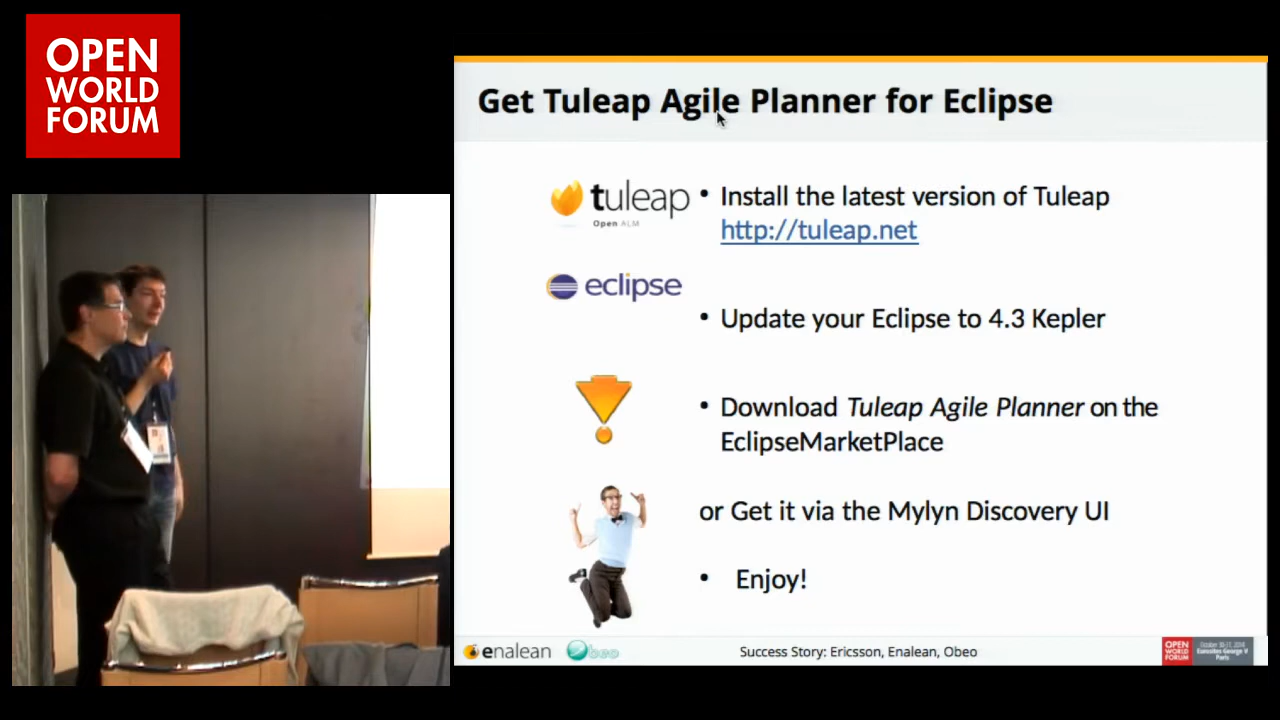 OPEN
WORLD
FORUM
Get Tuleap Agile Planner for Eclipse
tuleap
Open ALM
• Install the latest version of Tuleap
http://tuleap.net
eclipse
• Update your Eclipse to 4.3 Kepler
• Download Tuleap Agile Planner on the
EclipseMarketPlace
or Get it via the Mylyn Discovery UI
• Enjoy!
enalean
Obeo
Success Story: Ericsson, Enalean, Obeo
OPEN
WORLD
FORUM
Paris